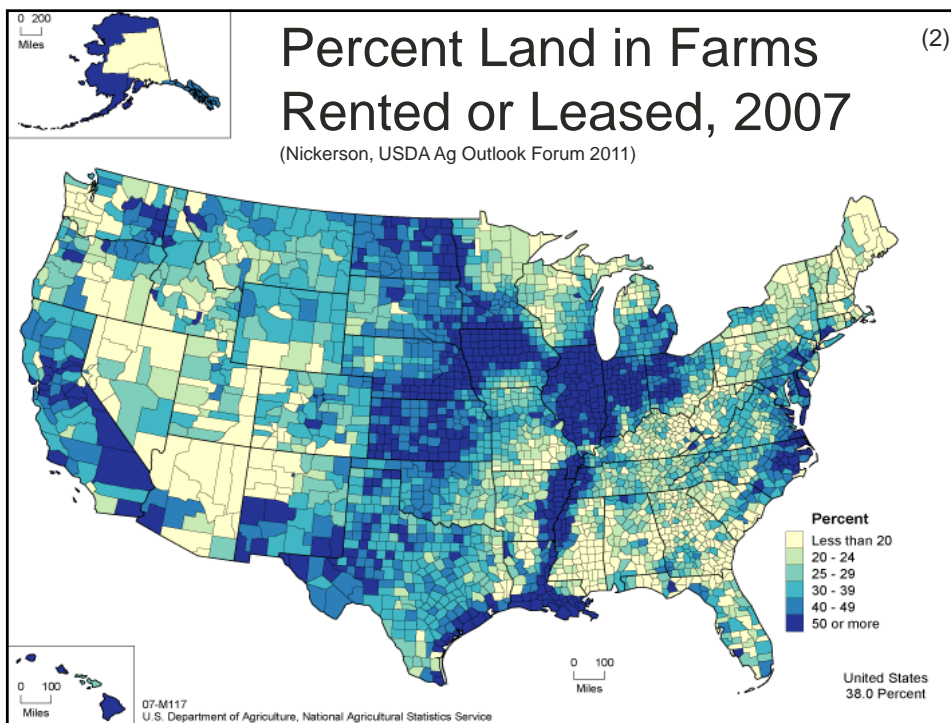 0 200
Miles
Percent Land in Farms
Rented or Leased, 2007
(2)
(Nickerson, USDA Ag Outlook Forum 2011)
Percent
Less than 20
20 - 24
25 - 29
30 - 39
40 - 49
50 or more
0 100
Miles
0 100
Miles
United States
38.0 Percent
07-M117
U.S. Department of Agriculture, National Agricultural Statistics Service